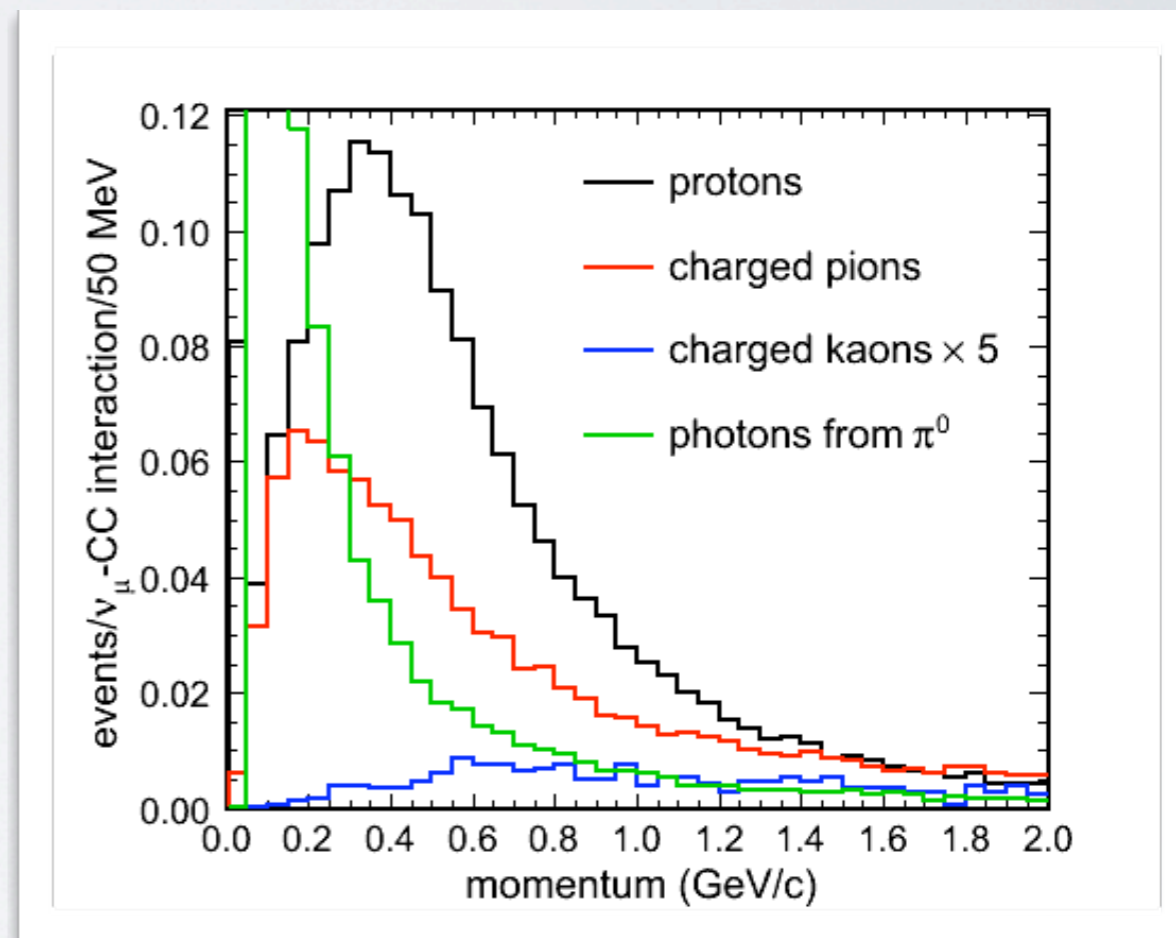 0.12
0.10
0.08
0.06
0.04
0.02
0.00
events/νμ-CC interaction/50 MeV
protons
charged pions
charged kaons × 5
photons from π⁰
0.0 0.2 0.4 0.6 0.8 1.0 1.2 1.4 1.6 1.8 2.0
momentum (GeV/c)